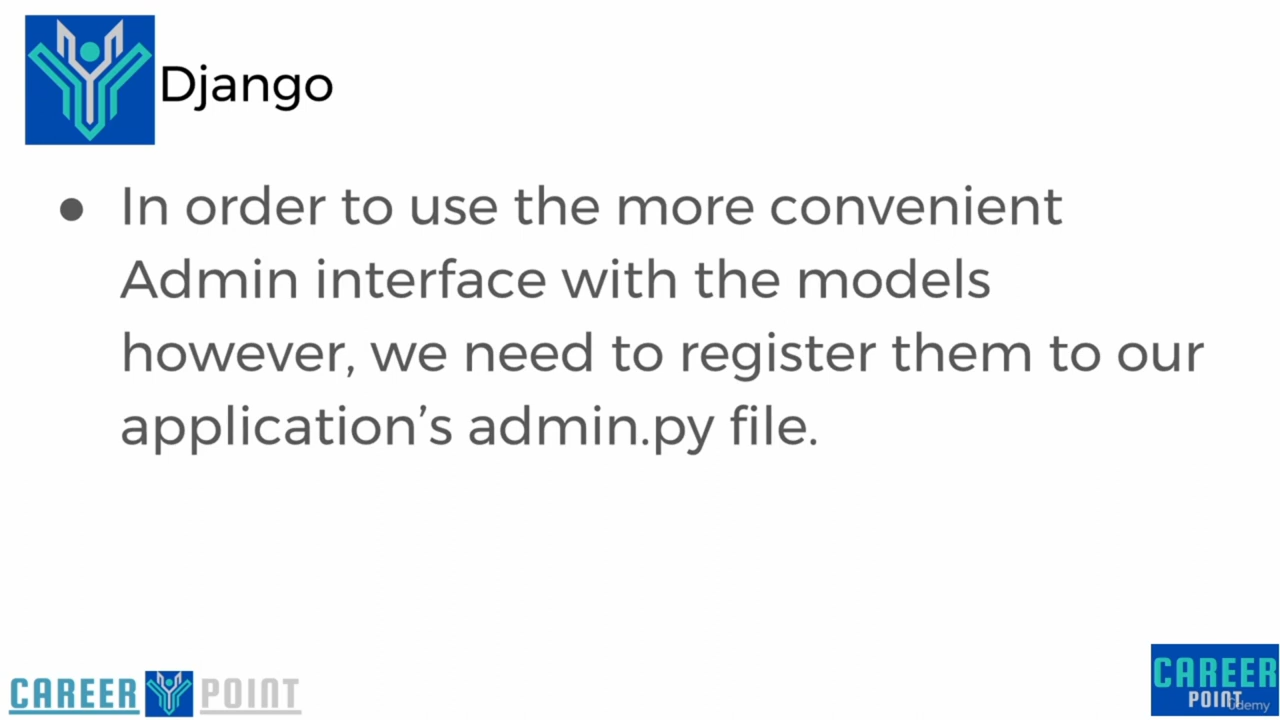 Django
● In order to use the more convenient
Admin interface with the models
however, we need to register them to our
application’s admin.py file.
CAREER POINT
CAREER
POINT
Udemy